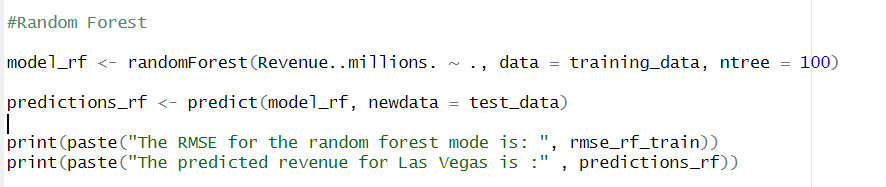 #Random Forest
model_rf <- randomForest(Revenue..millions. ~ ., data = training_data, ntree = 100)
predictions_rf <- predict(model_rf, newdata = test_data)
print(paste("The RMSE for the random forest mode is: ", rmse_rf_train))
print(paste("The predicted revenue for Las Vegas is :" , predictions_rf))